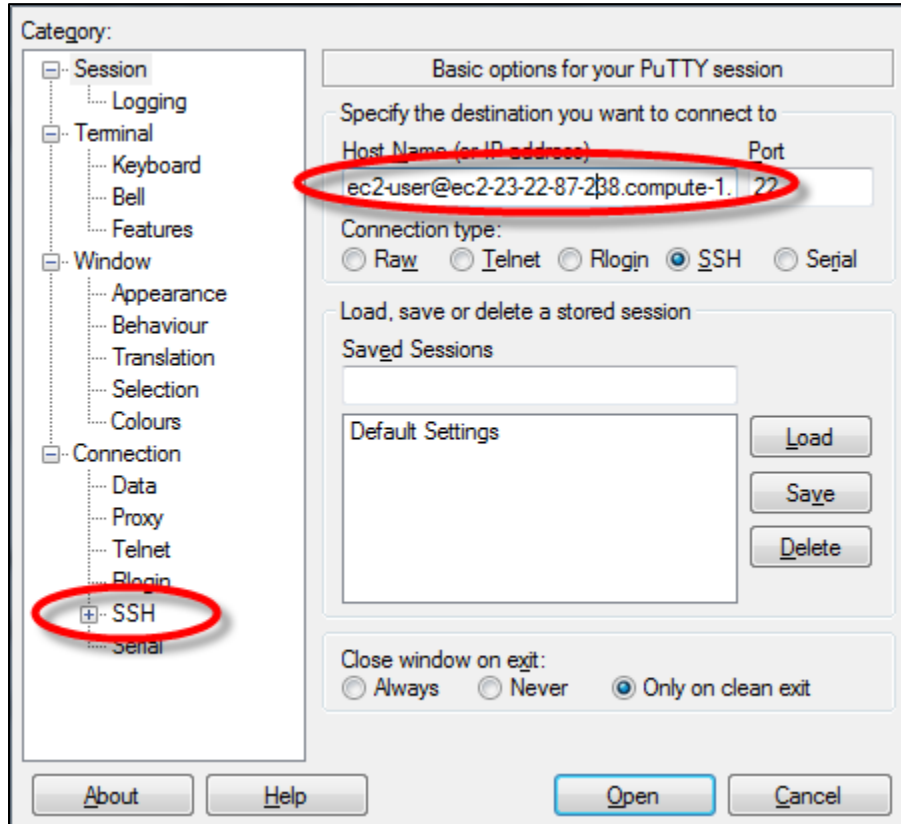 Category:
Session
Logging
Terminal
Keyboard
Bell
Features
Window
Appearance
Behaviour
Translation
Selection
Colours
Connection
Data
Proxy
Telnet
Rlogin
SSH
Serial
Basic options for your PuTTY session
Specify the destination you want to connect to
Host Name (or IP address) Port
ec2-user@ec2-23-22-87-238.compute-1. 22
Connection type:
Raw Telnet Rlogin SSH Serial
Load, save or delete a stored session
Saved Sessions
Default Settings
Load
Save
Delete
Close window on exit:
Always Never Only on clean exit
About Help Open Cancel